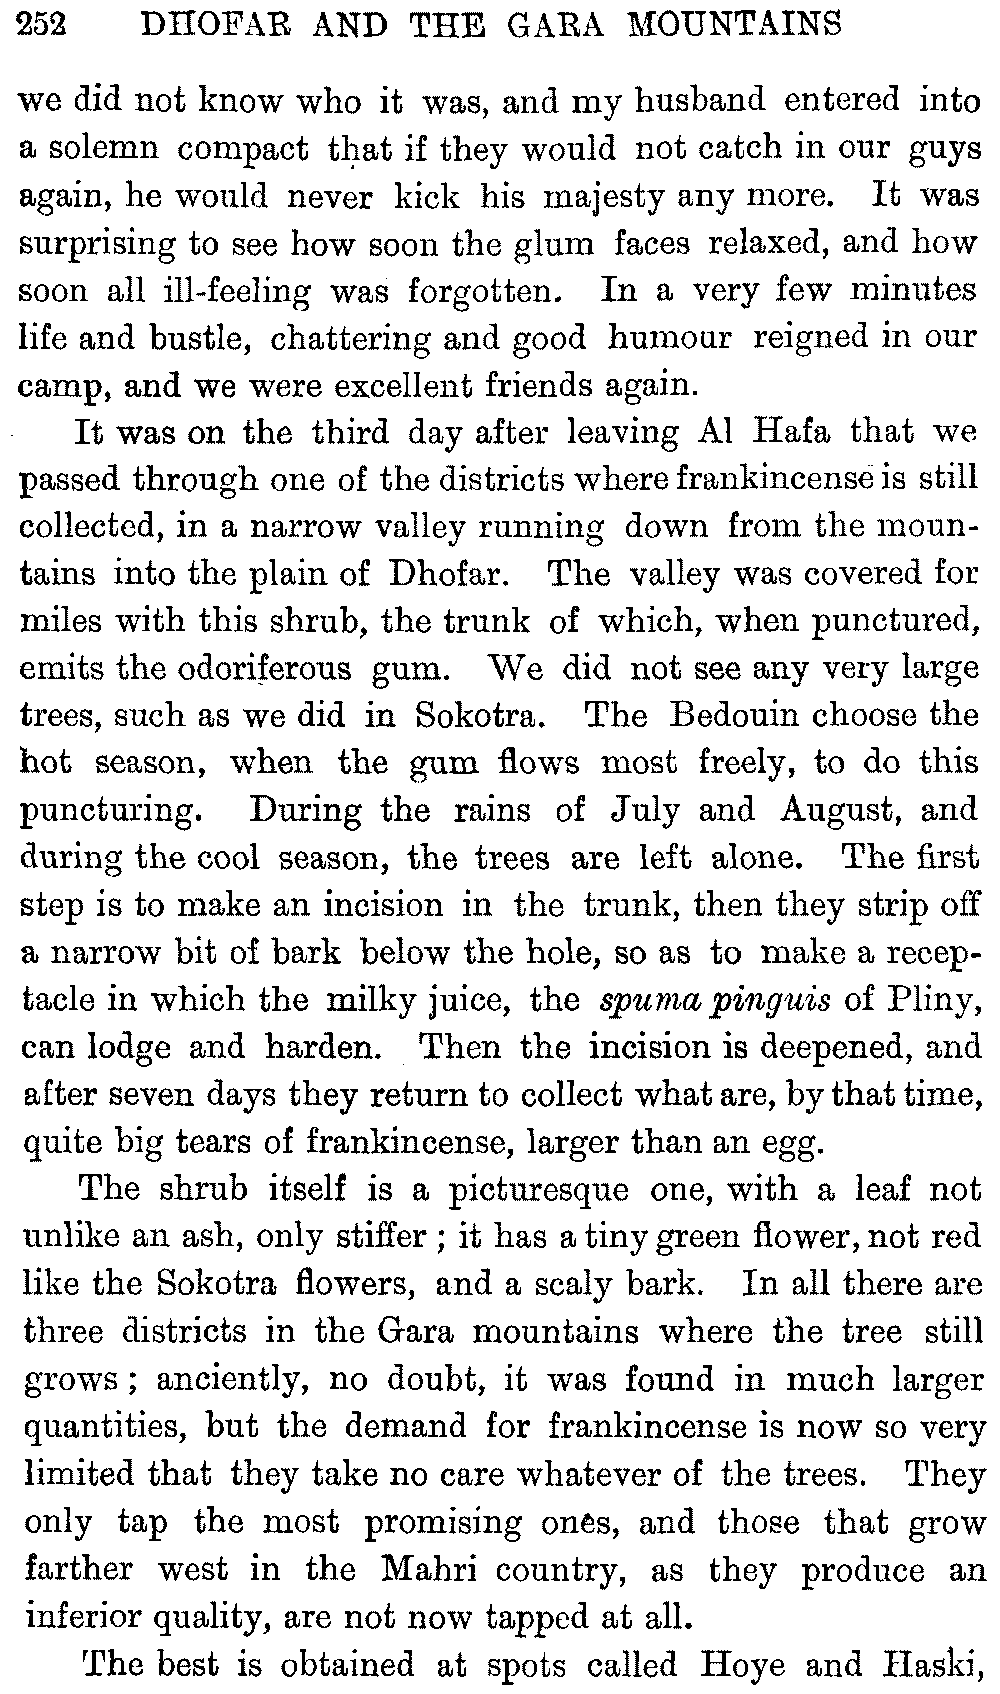 252 DHOFAR AND THE GARA MOUNTAINS
we did not know who it was, and my husband entered into
a solemn compact that if they would not catch in our guys
again, he would never kick his majesty any more. It was
surprising to see how soon the glum faces relaxed, and how
soon all ill-feeling was forgotten. In a very few minutes
life and bustle, chattering and good humour reigned in our
camp, and we were excellent friends again.
It was on the third day after leaving Al Hafa that we
passed through one of the districts where frankincense is still
collected, in a narrow valley running down from the moun-
tains into the plain of Dhofar. The valley was covered for
miles with this shrub, the trunk of which, when punctured,
emits the odoriferous gum. We did not see any very large
trees, such as we did in Sokotra. The Bedouin choose the
hot season, when the gum flows most freely, to do this
puncturing. During the rains of July and August, and
during the cool season, the trees are left alone. The first
step is to make an incision in the trunk, then they strip off
a narrow bit of bark below the hole, so as to make a recep-
tacle in which the milky juice, the spuma pinguis of Pliny,
can lodge and harden. Then the incision is deepened, and
after seven days they return to collect what are, by that time,
quite big tears of frankincense, larger than an egg.
The shrub itself is a picturesque one, with a leaf not
unlike an ash, only stiffer ; it has a tiny green flower, not red
like the Sokotra flowers, and a scaly bark. In all there are
three districts in the Gara mountains where the tree still
grows ; anciently, no doubt, it was found in much larger
quantities, but the demand for frankincense is now so very
limited that they take no care whatever of the trees. They
only tap the most promising ones, and those that grow
farther west in the Mahri country, as they produce an
inferior quality, are not now tapped at all.
The best is obtained at spots called Hoye and Haski,